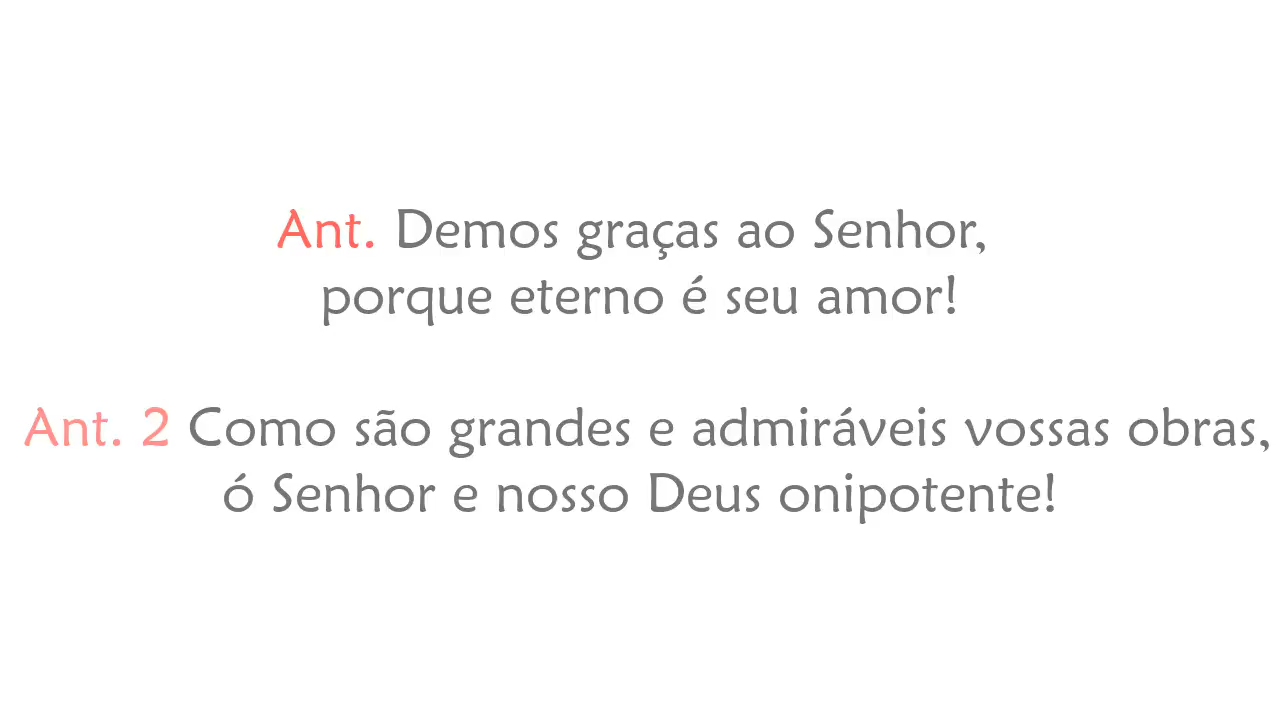 Ant. Demos graças ao Senhor,
porque eterno é seu amor!
Ant. 2 Como são grandes e admiráveis vossas obras,
ó Senhor e nosso Deus onipotente!